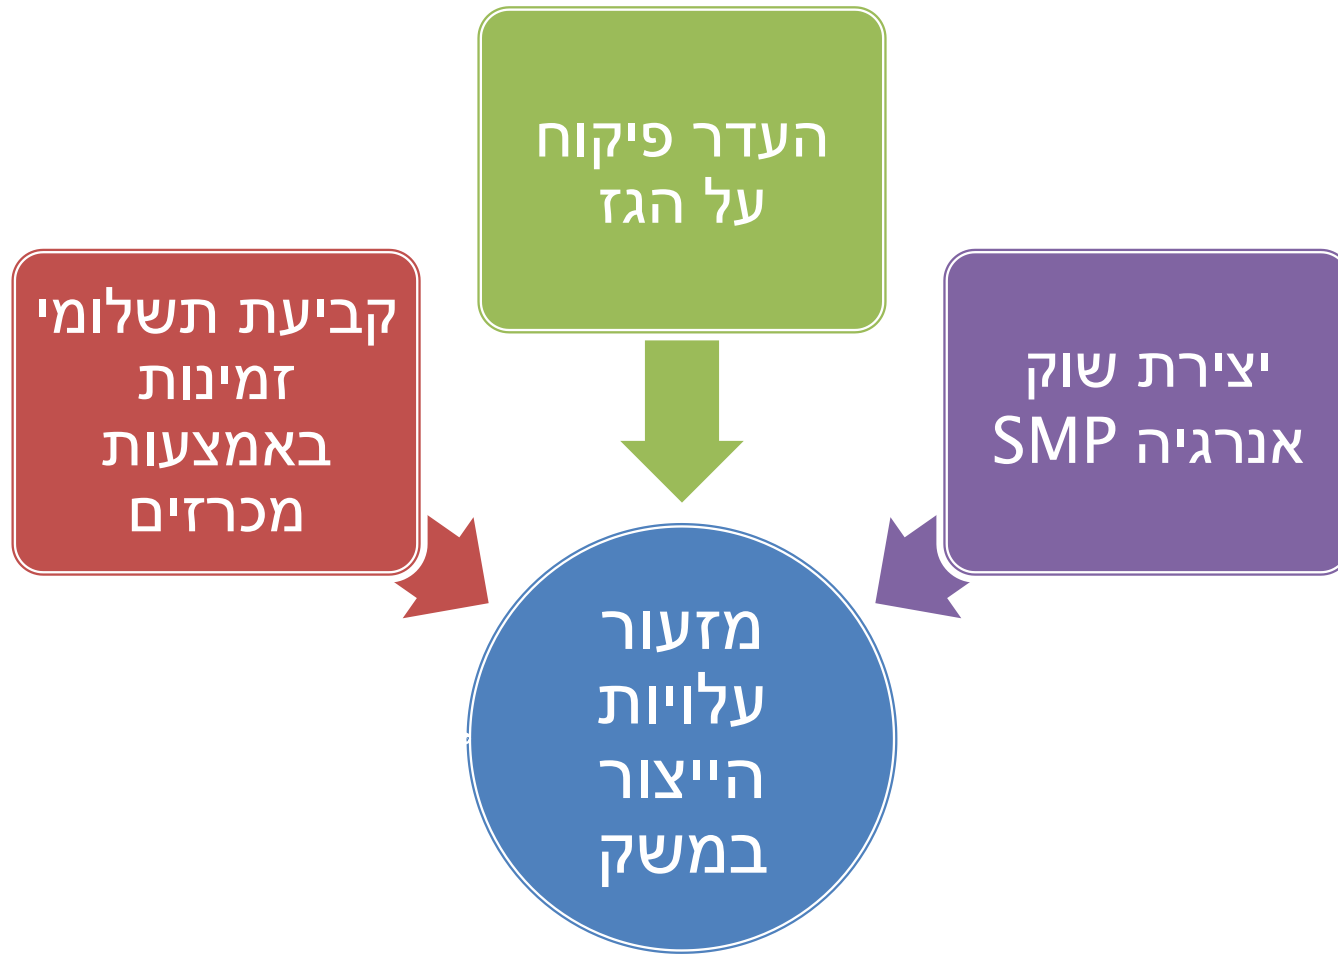 העדר פיקוח
על הגז
יצירת שוק
אנרגיה SMP
קביעת תשלומי
זמינות
באמצעות
מכרזים
מזעור
עלויות
הייצור
במשק